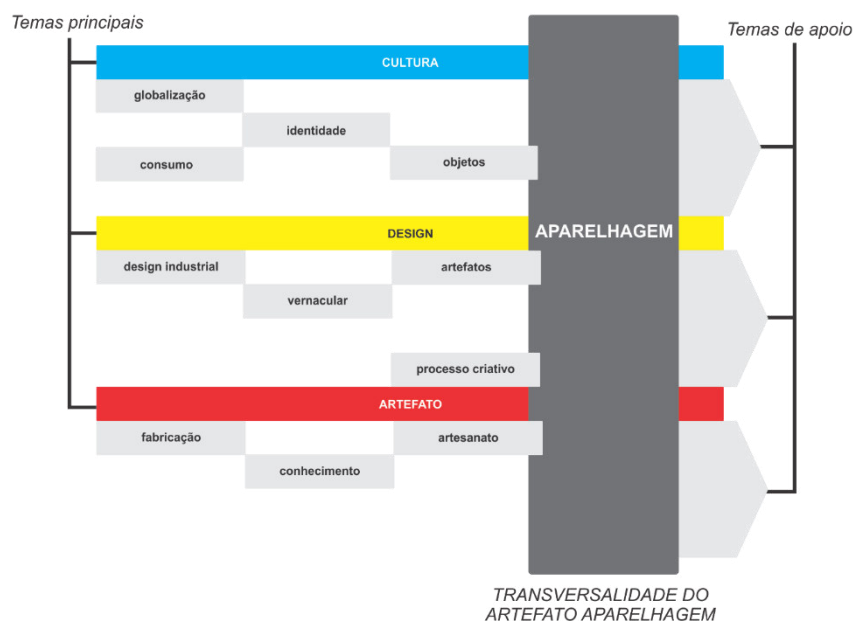 Temas principais
Temas de apoio
CULTURA
globalização
identidade
consumo
objetos
DESIGN
APARELHAGEM
design industrial
artefatos
vernacular
processo criativo
ARTEFATO
fabricação
artesanato
conhecimento
TRANSVERSALIDADE DO
ARTEFATO APARELHAGEM